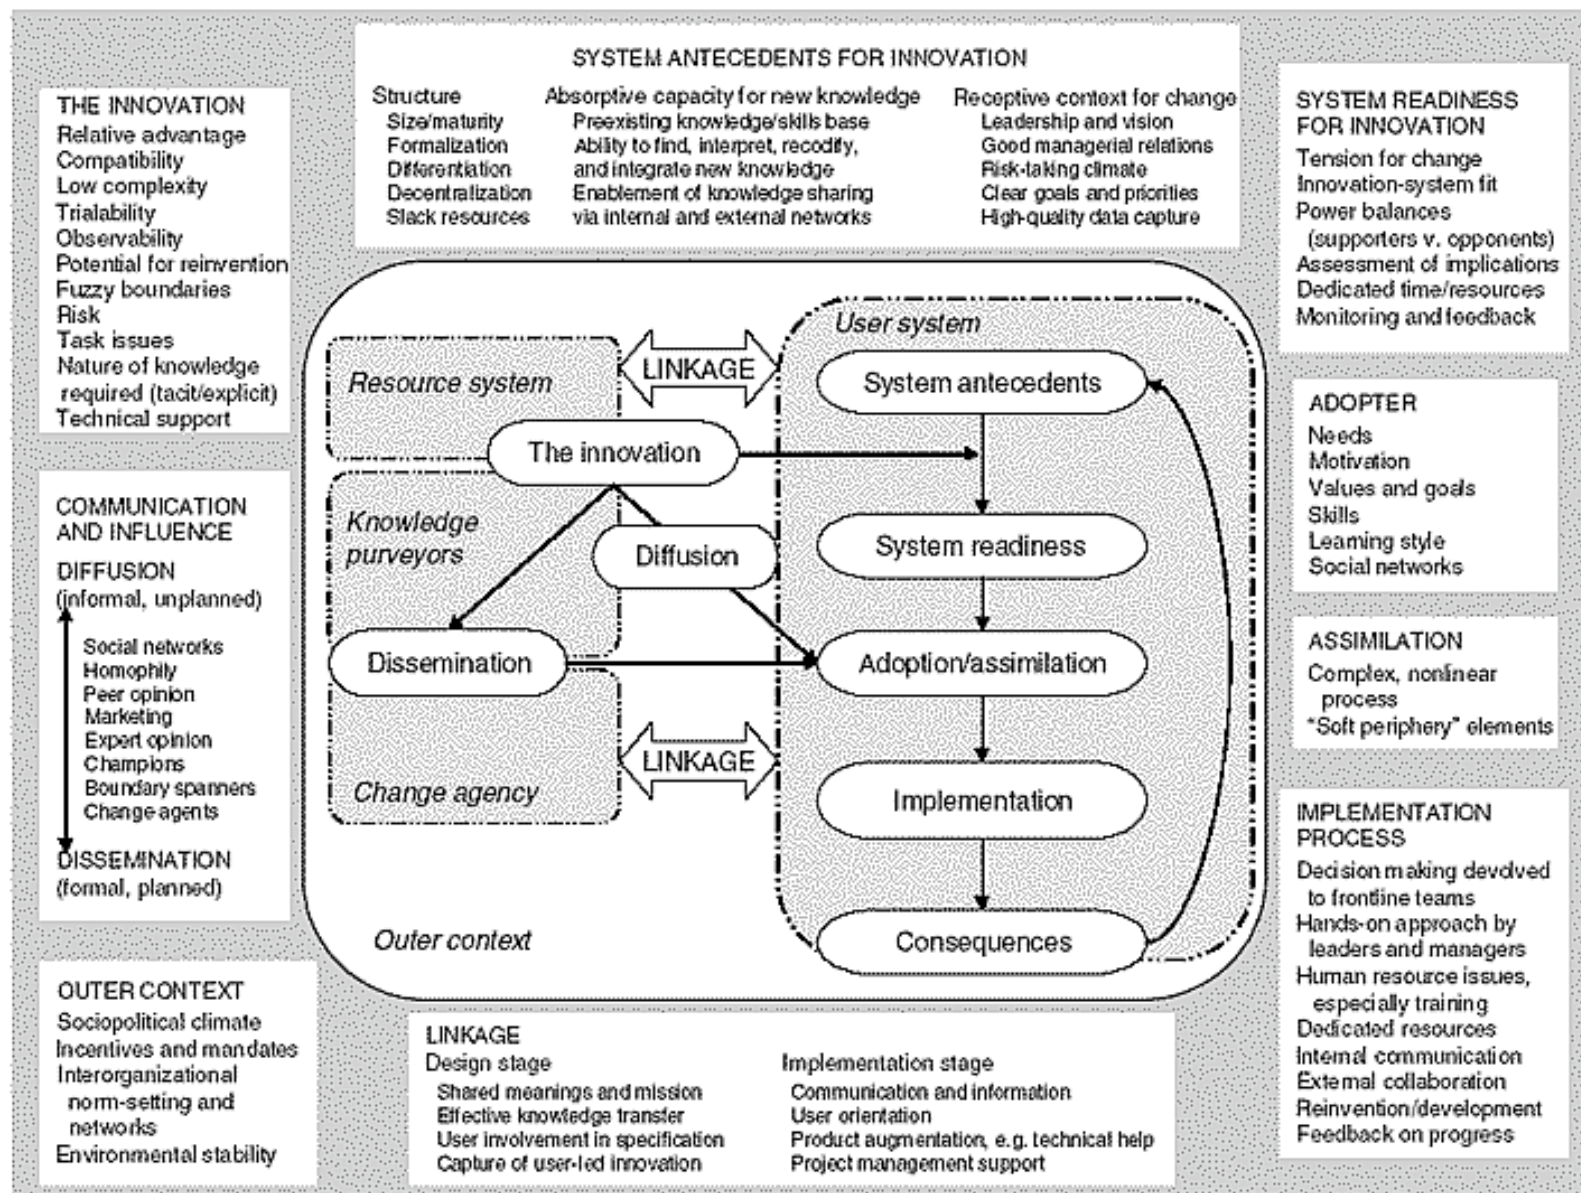 SYSTEM ANTECEDENTS FOR INNOVATION
Structure
Size/maturity
Formalization
Differentiation
Decentralization
Slack resources
Absorptive capacity for new knowledge
Preexisting knowledge/skills base
Ability to find, interpret, recodify,
and integrate new knowledge
Enablement of knowledge sharing
via internal and external networks
Receptive context for change
Leadership and vision
Good managerial relations
Risk-taking climate
Clear goals and priorities
High-quality data capture
THE INNOVATION
Relative advantage
Compatibility
Low complexity
Trialability
Observability
Potential for reinvention
Fuzzy boundaries
Risk
Task issues
Nature of knowledge
required (tacit/explicit)
Technical support
COMMUNICATION
AND INFLUENCE
DIFFUSION
(informal, unplanned)
Social networks
Homophily
Peer opinion
Marketing
Expert opinion
Champions
Boundary spanners
Change agents
DISSEMINATION
(formal, planned)
OUTER CONTEXT
Sociopolitical climate
Incentives and mandates
Interorganizational
norm-setting and
networks
Environmental stability
Resource system
LINKAGE
The innovation
Knowledge
purveyors
Diffusion
Dissemination
LINKAGE
Change agency
Outer context
User system
System antecedents
System readiness
Adoption/assimilation
Implementation
Consequences
LINKAGE
Design stage
Shared meanings and mission
Effective knowledge transfer
User involvement in specification
Capture of user-led innovation
Implementation stage
Communication and information
User orientation
Product augmentation, e.g. technical help
Project management support
SYSTEM READINESS
FOR INNOVATION
Tension for change
Innovation-system fit
Power balances
(supporters v. opponents)
Assessment of implications
Dedicated time/resources
Monitoring and feedback
ADOPTER
Needs
Motivation
Values and goals
Skills
Learning style
Social networks
ASSIMILATION
Complex, nonlinear
process
"Soft periphery" elements
IMPLEMENTATION
PROCESS
Decision making devolved
to frontline teams
Hands-on approach by
leaders and managers
Human resource issues,
especially training
Dedicated resources
Internal communication
External collaboration
Reinvention/development
Feedback on progress